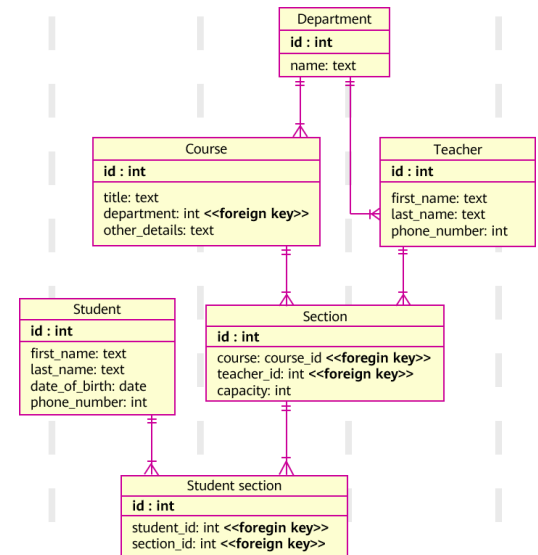 Department
id : int
name: text
Course
id : int
title: text
department: int <<foreign key>>
other_details: text
Teacher
id : int
first_name: text
last_name: text
phone_number: int
Student
id : int
first_name: text
last_name: text
date_of_birth: date
phone_number: int
Section
id : int
course: course_id <<foregin key>>
teacher_id: int <<foregin key>>
capacity: int
Student section
id : int
student_id: int <<foregin key>>
section_id: int <<foreign key>>